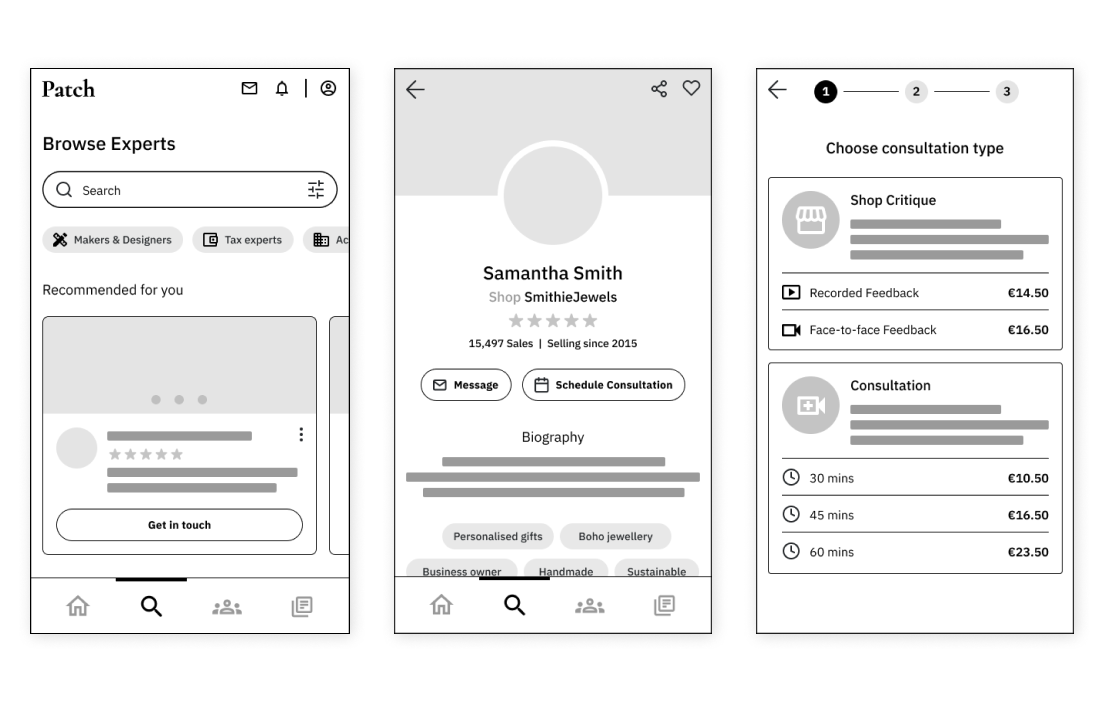 Patch
Browse Experts
Search
Makers & Designers
Tax experts
Ac
Recommended for you
Get in touch
Samantha Smith
Shop SmithieJewels
15,497 Sales | Selling since 2015
Message
Schedule Consultation
Biography
Personalised gifts
Boho jewellery
Business owner
Handmade
Sustainable
1
2
3
Choose consultation type
Shop Critique
Recorded Feedback €14.50
Face-to-face Feedback €16.50
Consultation
30 mins €10.50
45 mins €16.50
60 mins €23.50